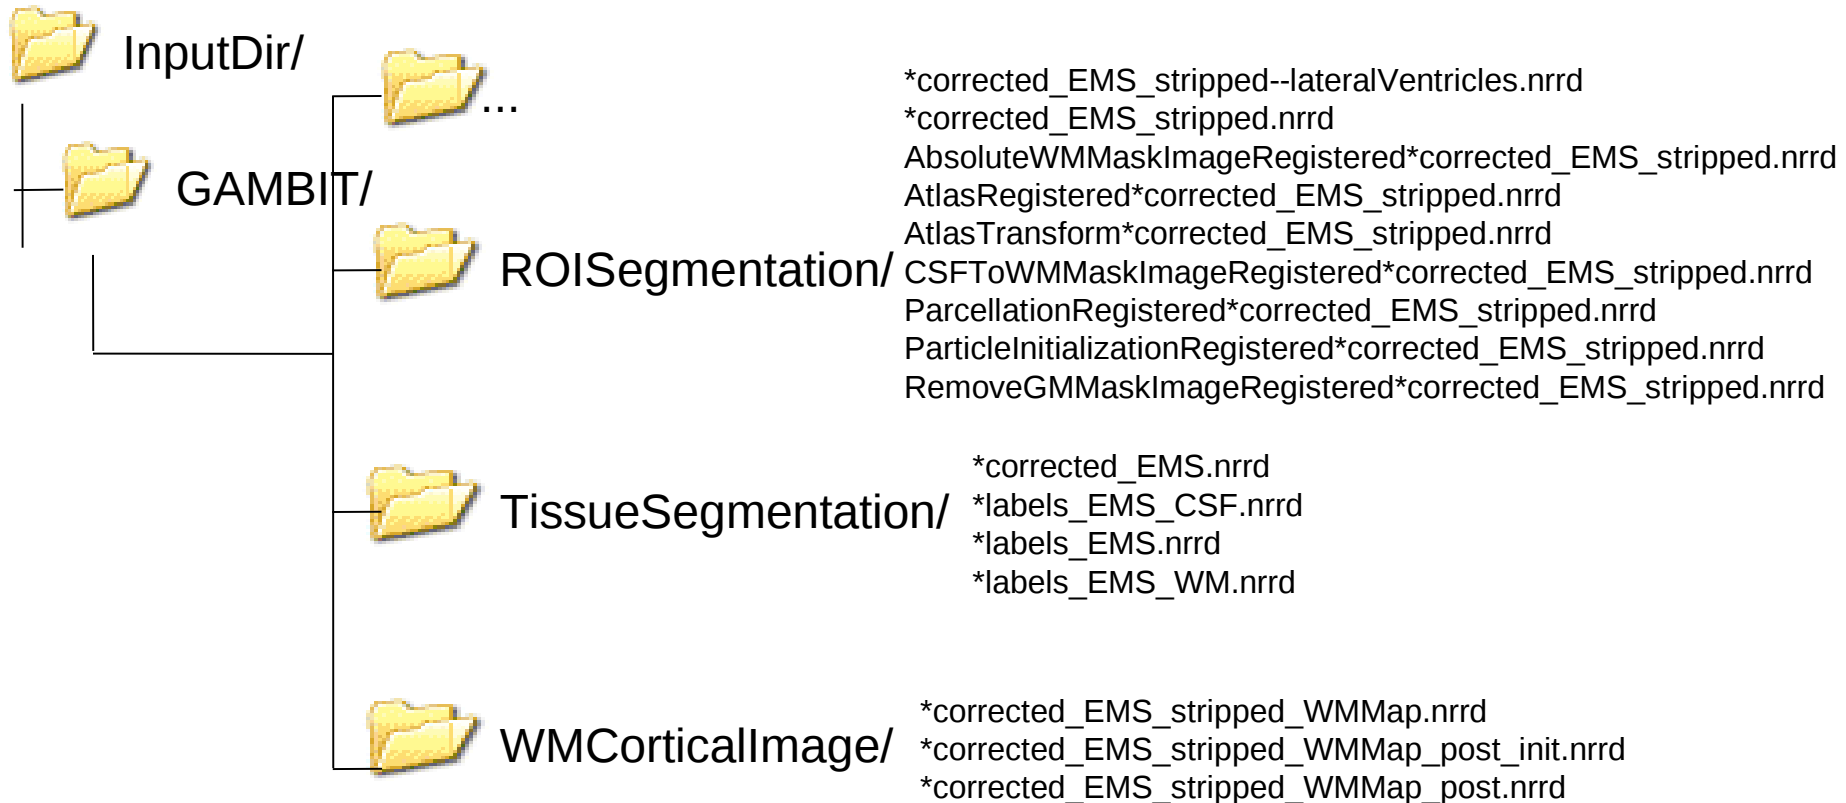 InputDir/
...
GAMBIT/
ROISegmentation/
*corrected_EMS_stripped--lateralVentricles.nrrd
*corrected_EMS_stripped.nrrd
AbsoluteWMMaskImageRegistered*corrected_EMS_stripped.nrrd
AtlasRegistered*corrected_EMS_stripped.nrrd
AtlasTransform*corrected_EMS_stripped.nrrd
CSFToWMMaskImageRegistered*corrected_EMS_stripped.nrrd
ParcellationRegistered*corrected_EMS_stripped.nrrd
ParticleInitializationRegistered*corrected_EMS_stripped.nrrd
RemoveGMMaskImageRegistered*corrected_EMS_stripped.nrrd
TissueSegmentation/
*corrected_EMS.nrrd
*labels_EMS_CSF.nrrd
*labels_EMS.nrrd
*labels_EMS_WM.nrrd
WMCorticalImage/
*corrected_EMS_stripped_WMMap.nrrd
*corrected_EMS_stripped_WMMap_post_init.nrrd
*corrected_EMS_stripped_WMMap_post.nrrd